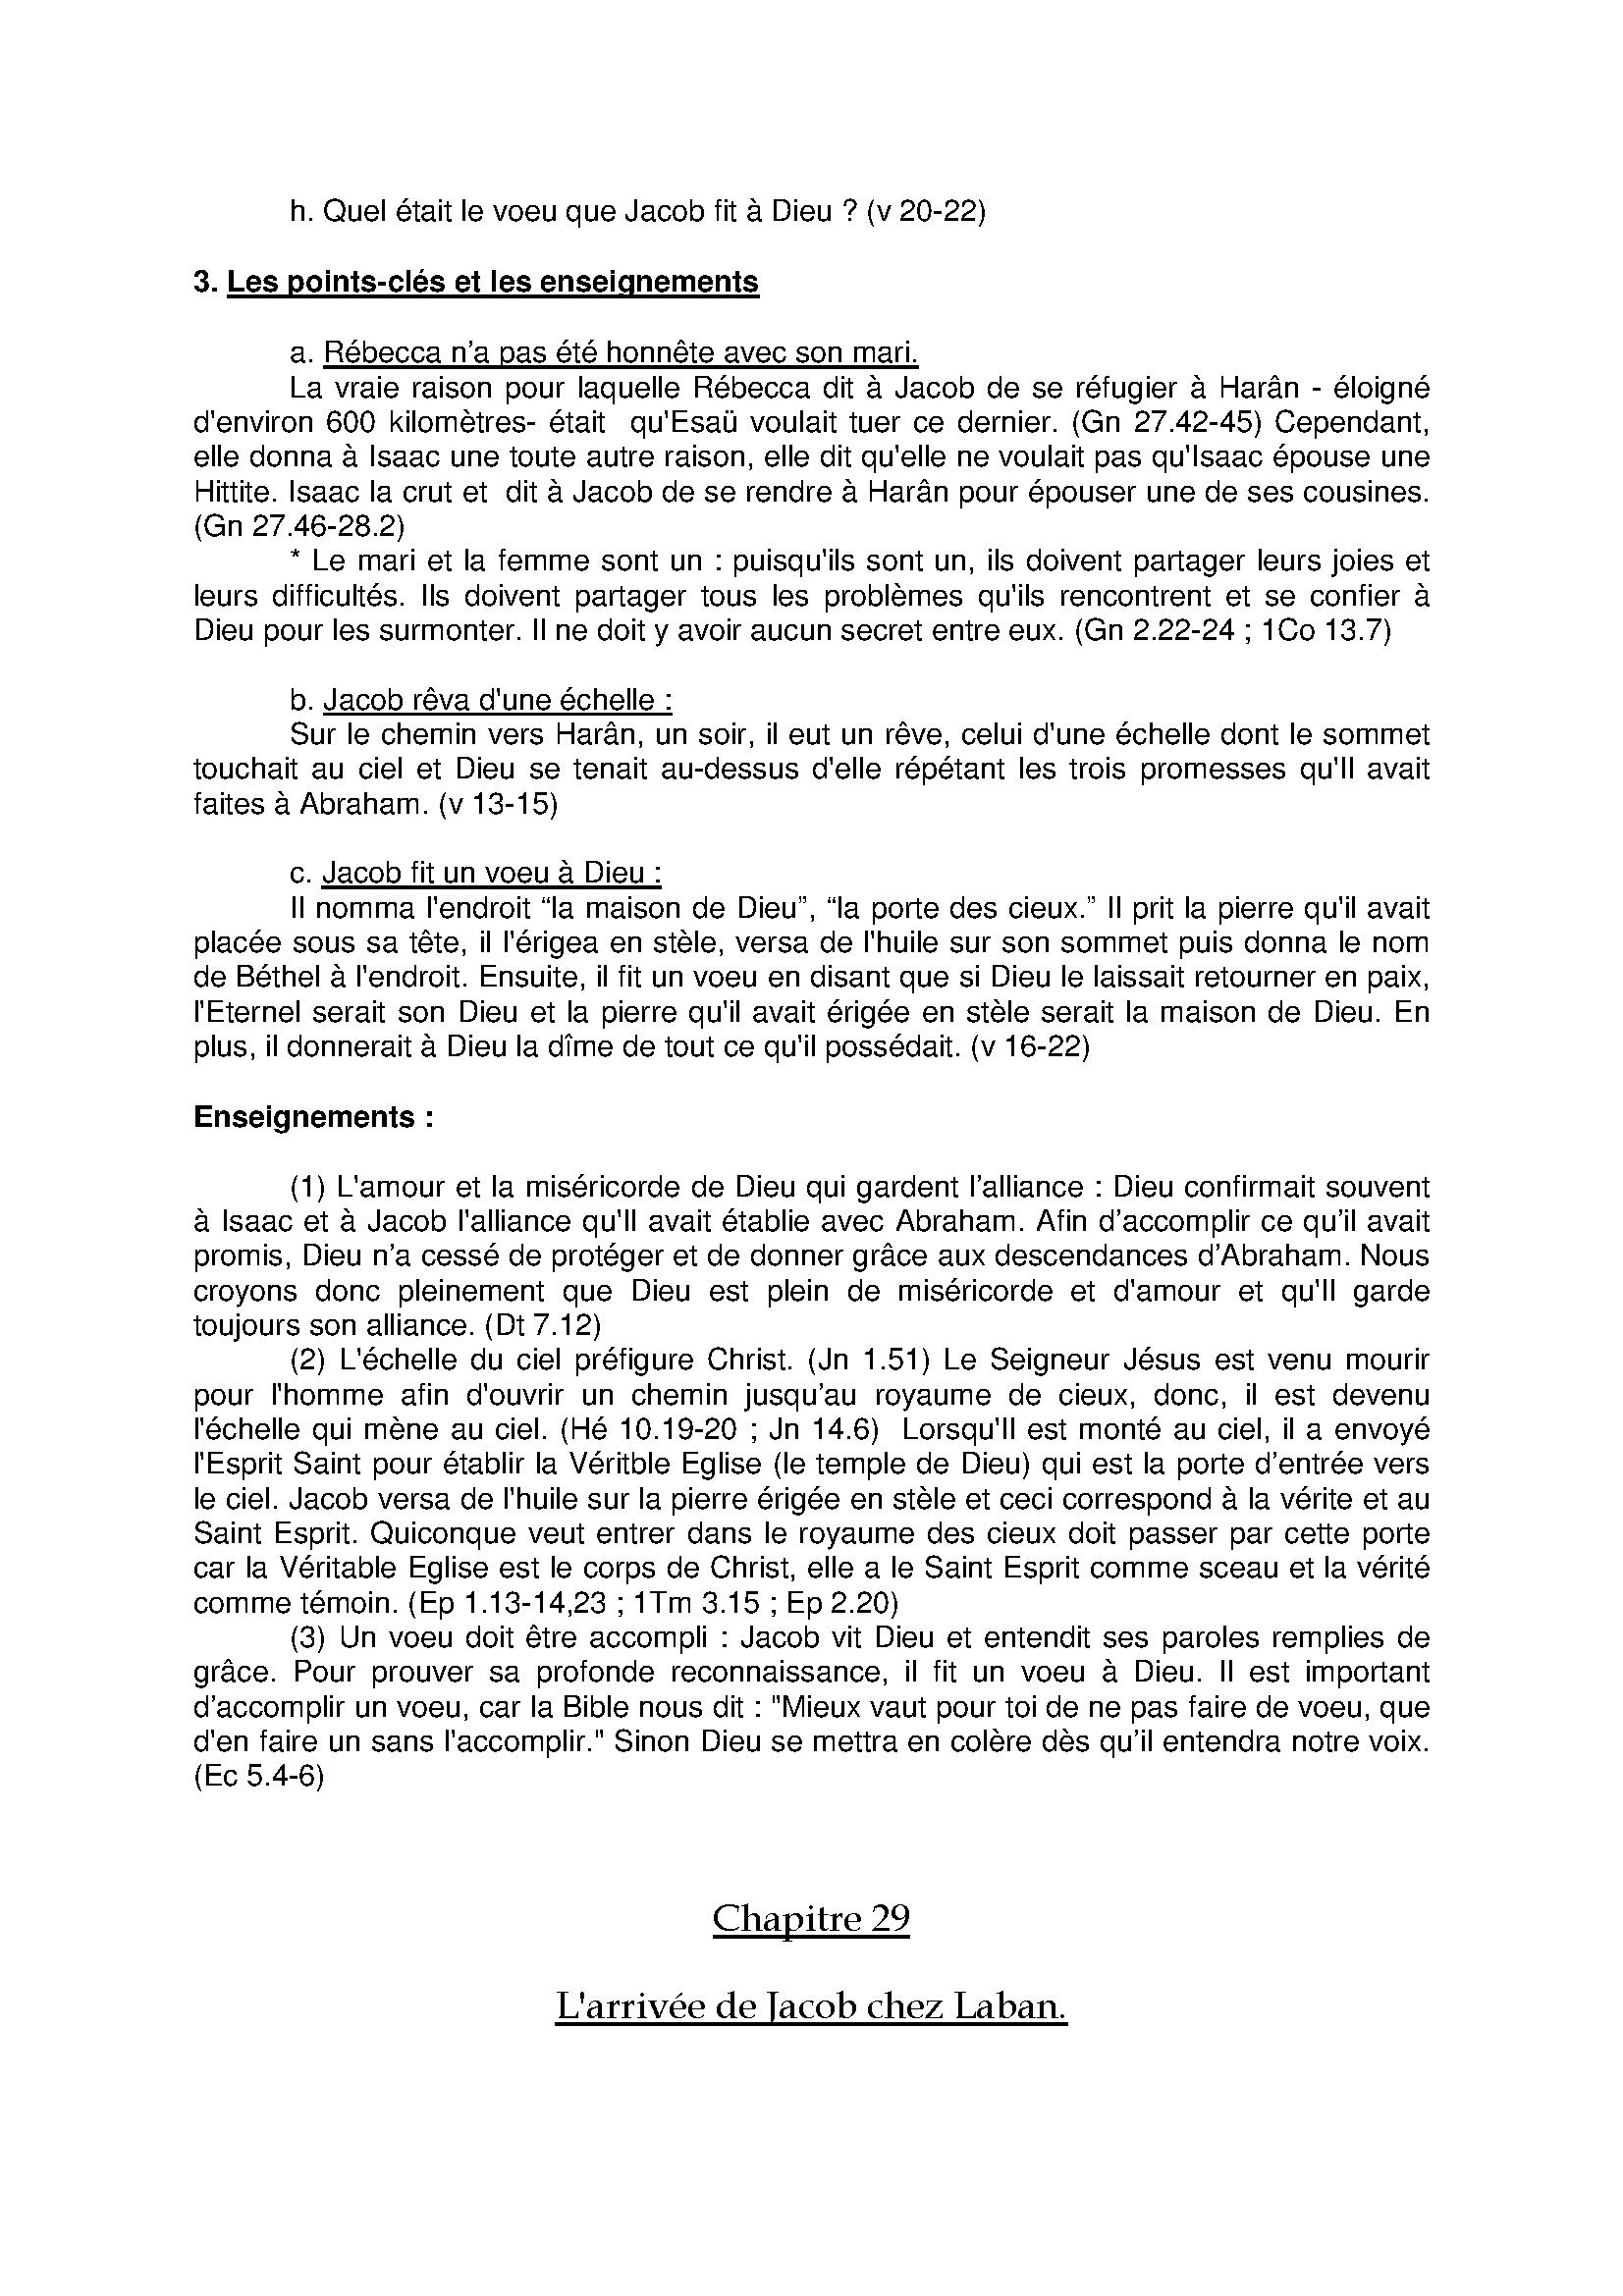 h. Quel était le voeu que Jacob fit à Dieu ? (v 20-22)
3. Les points-clés et les enseignements
a. Rébecca n’a pas été honnête avec son mari.
La vraie raison pour laquelle Rébecca dit à Jacob de se réfugier à Harân - éloigné
d'environ 600 kilomètres- était  qu'Esaü voulait tuer ce dernier. (Gn 27.42-45) Cependant,
elle donna à Isaac une toute autre raison, elle dit qu'elle ne voulait pas qu'Isaac épouse une
Hittite. Isaac la crut et  dit à Jacob de se rendre à Harân pour épouser une de ses cousines.
(Gn 27.46-28.2)
* Le mari et la femme sont un : puisqu'ils sont un, ils doivent partager leurs joies et
leurs difficultés. Ils doivent partager tous les problèmes qu'ils rencontrent et se confier à
Dieu pour les surmonter. Il ne doit y avoir aucun secret entre eux. (Gn 2.22-24 ; 1Co 13.7)
b. Jacob rêva d'une échelle :
Sur le chemin vers Harân, un soir, il eut un rêve, celui d'une échelle dont le sommet
touchait au ciel et Dieu se tenait au-dessus d'elle répétant les trois promesses qu'Il avait
faites à Abraham. (v 13-15)
c. Jacob fit un voeu à Dieu :
Il nomma l'endroit “la maison de Dieu”, “la porte des cieux.” Il prit la pierre qu'il avait
placée sous sa tête, il l'érigea en stèle, versa de l'huile sur son sommet puis donna le nom
de Béthel à l'endroit. Ensuite, il fit un voeu en disant que si Dieu le laissait retourner en paix,
l'Eternel serait son Dieu et la pierre qu'il avait érigée en stèle serait la maison de Dieu. En
plus, il donnerait à Dieu la dîme de tout ce qu'il possédait. (v 16-22)
Enseignements :
(1) L'amour et la miséricorde de Dieu qui gardent l’alliance : Dieu confirmait souvent
à Isaac et à Jacob l'alliance qu'Il avait établie avec Abraham. Afin d’accomplir ce qu’il avait
promis, Dieu n’a cessé de protéger et de donner grâce aux descendances d’Abraham. Nous
croyons donc pleinement que Dieu est plein de miséricorde et d'amour et qu'Il garde
toujours son alliance. (Dt 7.12)
(2) L'échelle du ciel préfigure Christ. (Jn 1.51) Le Seigneur Jésus est venu mourir
pour l'homme afin d'ouvrir un chemin jusqu’au royaume de cieux, donc, il est devenu
l'échelle qui mène au ciel. (Hé 10.19-20 ; Jn 14.6)  Lorsqu'Il est monté au ciel, il a envoyé
l'Esprit Saint pour établir la Véritble Eglise (le temple de Dieu) qui est la porte d’entrée vers
le ciel. Jacob versa de l'huile sur la pierre érigée en stèle et ceci correspond à la vérite et au
Saint Esprit. Quiconque veut entrer dans le royaume des cieux doit passer par cette porte
car la Véritable Eglise est le corps de Christ, elle a le Saint Esprit comme sceau et la vérité
comme témoin. (Ep 1.13-14,23 ; 1Tm 3.15 ; Ep 2.20)
(3) Un voeu doit être accompli : Jacob vit Dieu et entendit ses paroles remplies de
grâce. Pour prouver sa profonde reconnaissance, il fit un voeu à Dieu. Il est important
d’accomplir un voeu, car la Bible nous dit : "Mieux vaut pour toi de ne pas faire de voeu, que
d'en faire un sans l'accomplir." Sinon Dieu se mettra en colère dès qu’il entendra notre voix.
(Ec 5.4-6)
Chapitre 29
L'arrivée de Jacob chez Laban.